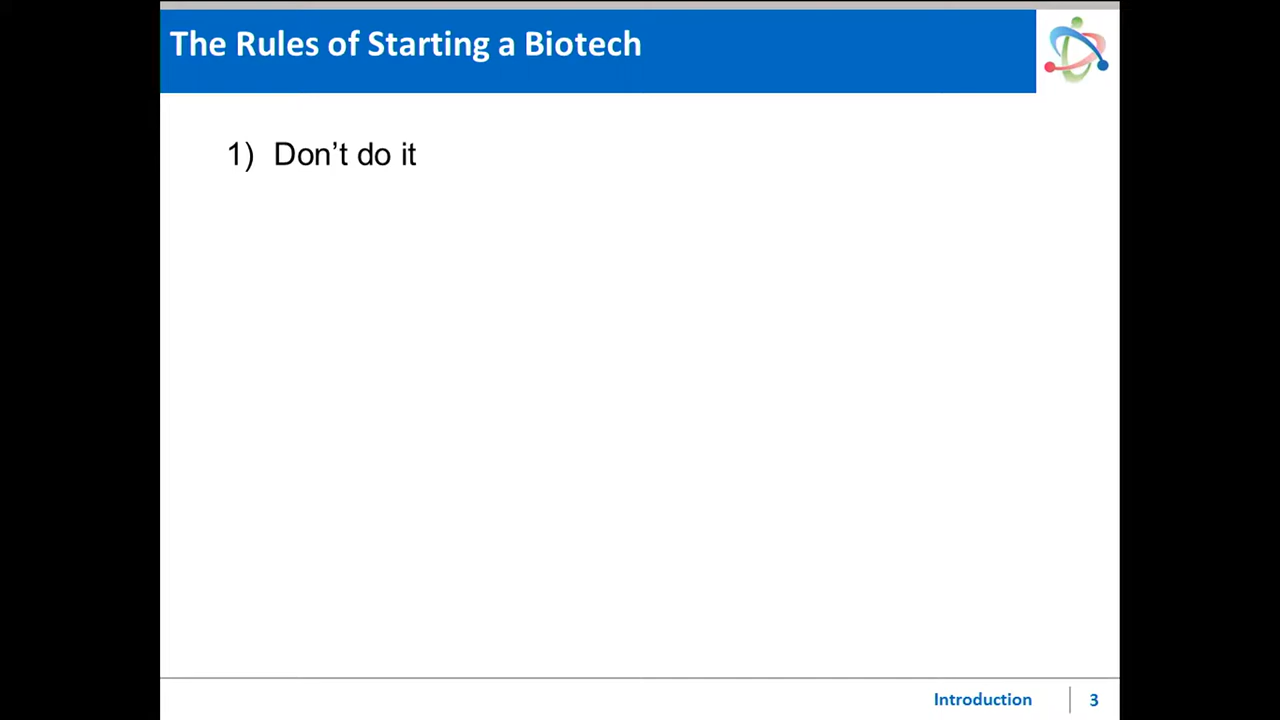 The Rules of Starting a Biotech
1) Don’t do it
Introduction 3